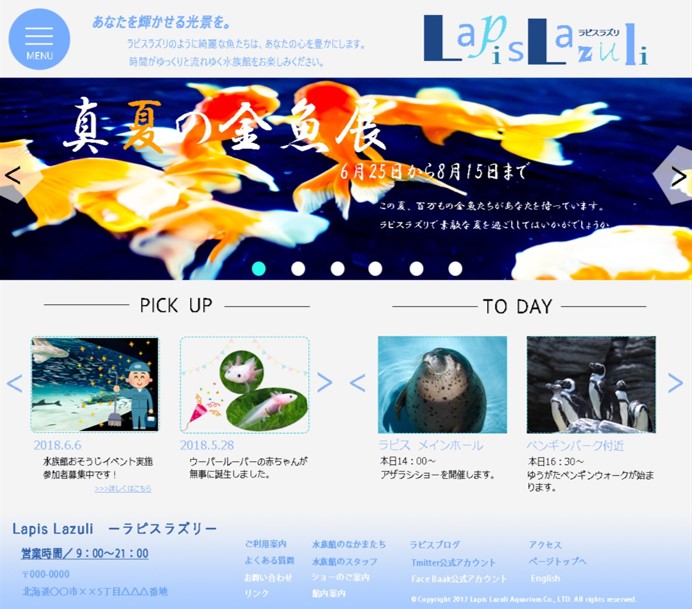 MENU
あなたを輝かせる光景を。
ラピスラズリのように綺麗な魚たちは、あなたの心を豊かにします。
時間がゆっくりと流れゆく水族館をお楽しみください。
LapisLazuli
ラピスラズリ
真夏の金魚展
6月25日から8月15日まで
この夏、百万もの金魚たちがあなたを待っています。
ラピスラズリで素敵な夏を過ごしてはいかがでしょうか
PICK UP
TO DAY
2018.6.6
水族館おそうじイベント実施
参加者募集中です！
>>>詳しくはこちら
2018.5.28
ウーパールーパーの赤ちゃんが
無事に誕生しました。
ラピス メインホール
本日14：00～
アザラシショーを開催します。
ペンギンパーク付近
本日16：30～
ゆうがたペンギンウォークが始まります。
Lapis Lazuli ーラピスラズリー
営業時間／ 9：00～21：00
〒000-0000
北海道〇〇市××5丁目△△△番地
ご利用案内
よくある質問
お問い合わせ
リンク
水族館のなかまたち
水族館のスタッフ
ショーのご案内
館内案内
ラピスブログ
Tmitter公式アカウント
Face Baak公式アカウント
アクセス
ページトップへ
English
©Copyright 2017 Lapis Lazuli Aquarium Co., LTD. All rights reserved.